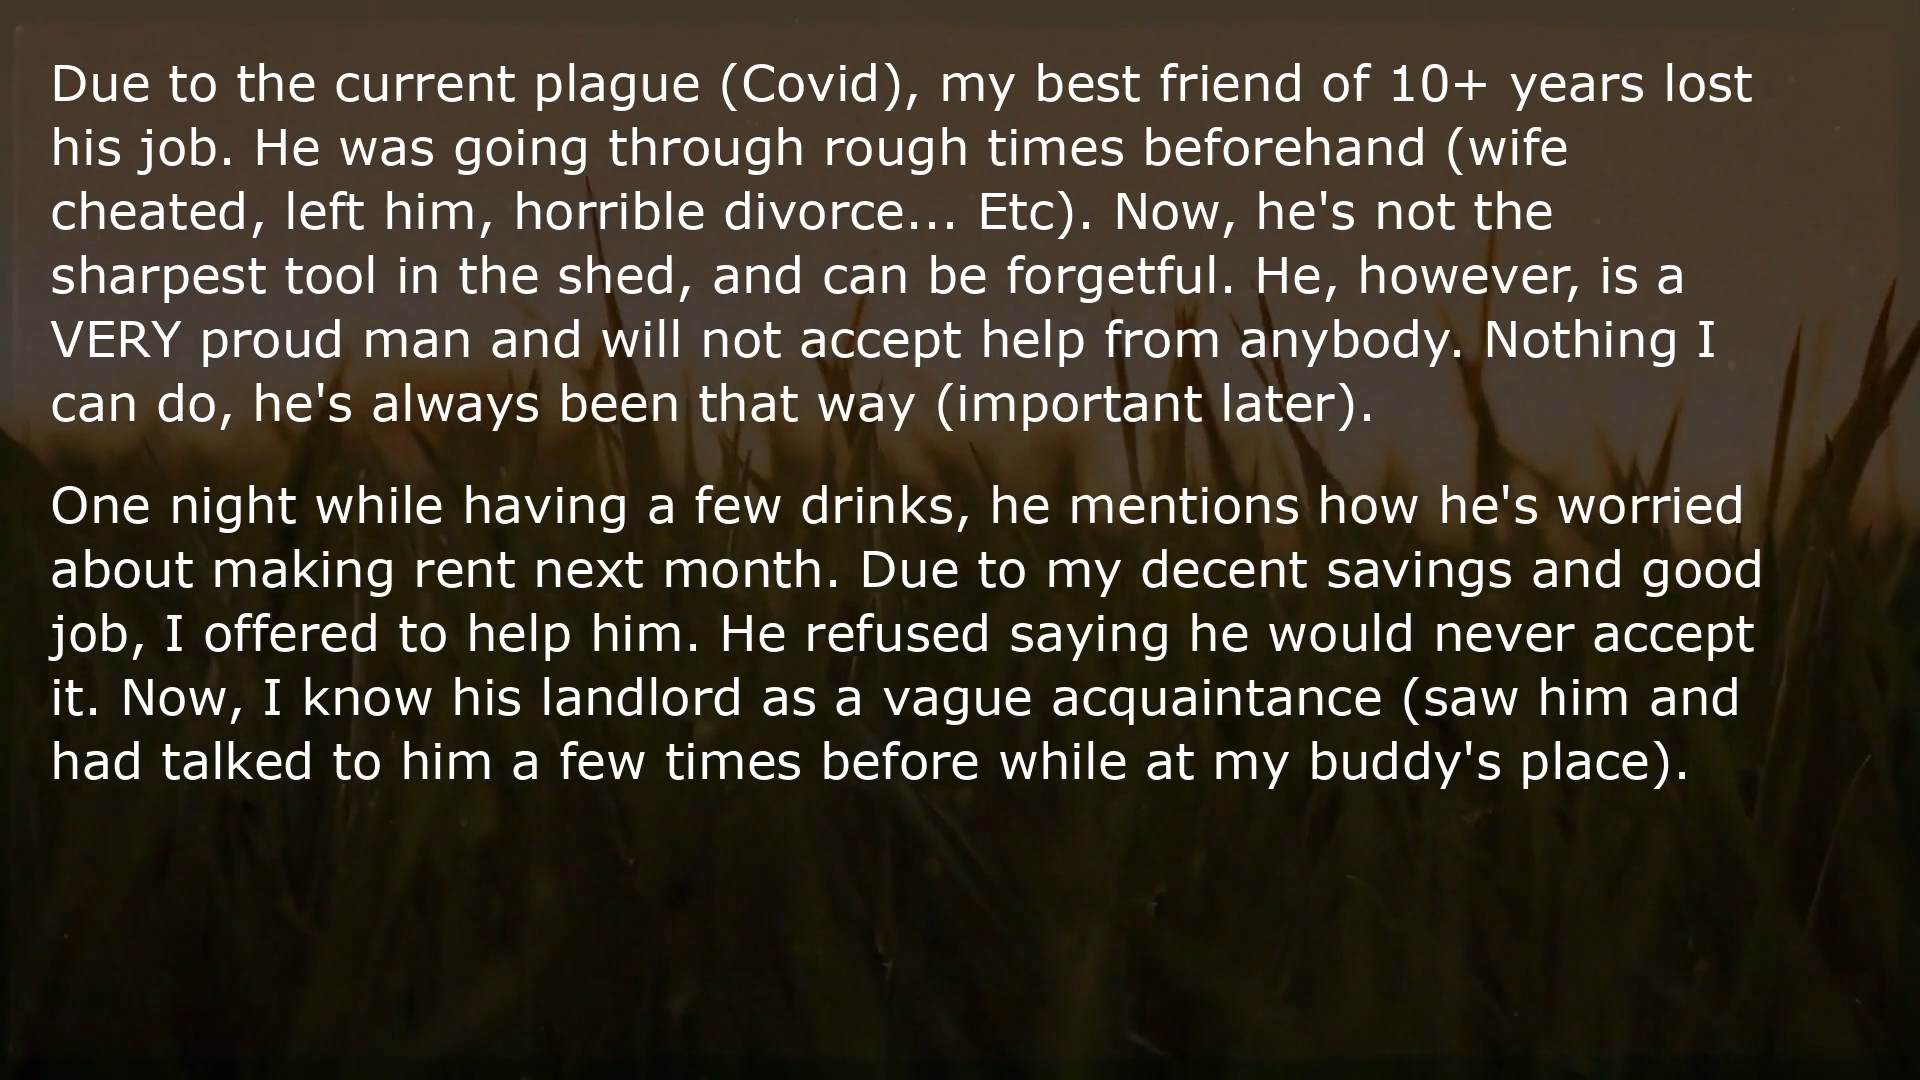 Due to the current plague (Covid), my best friend of 10+ years lost
his job. He was going through rough times beforehand (wife
cheated, left him, horrible divorce... Etc). Now, he's not the
sharpest tool in the shed, and can be forgetful. He, however, is a
VERY proud man and will not accept help from anybody. Nothing I
can do, he's always been that way (important later).
One night while having a few drinks, he mentions how he's worried
about making rent next month. Due to my decent savings and good
job, I offered to help him. He refused saying he would never accept
it. Now, I know his landlord as a vague acquaintance (saw him and
had talked to him a few times before while at my buddy's place).